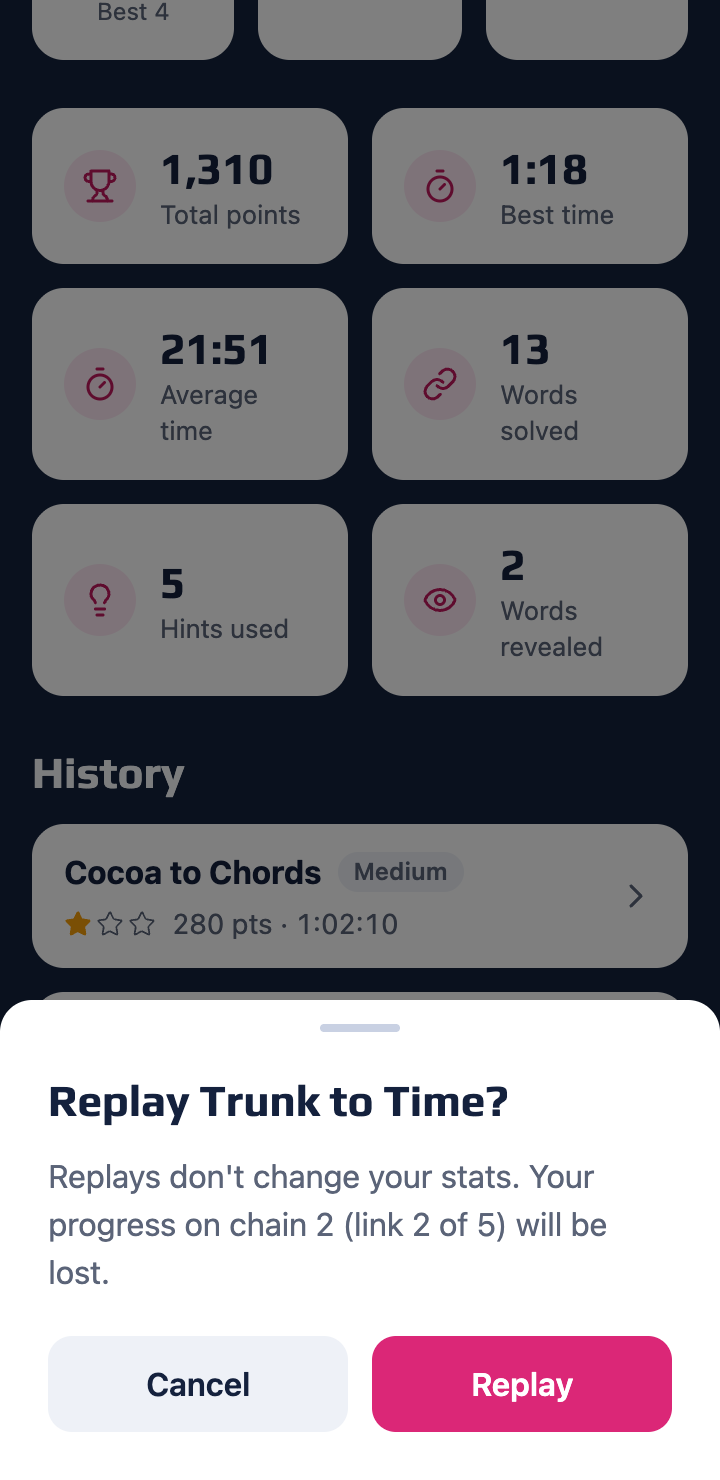 Best 4
1,310
Total points
1:18
Best time
21:51
Average
time
13
Words
solved
5
Hints used
2
Words
revealed
History
Cocoa to Chords Medium
280 pts · 1:02:10
Replay Trunk to Time?
Replays don't change your stats. Your
progress on chain 2 (link 2 of 5) will be
lost.
Cancel
Replay